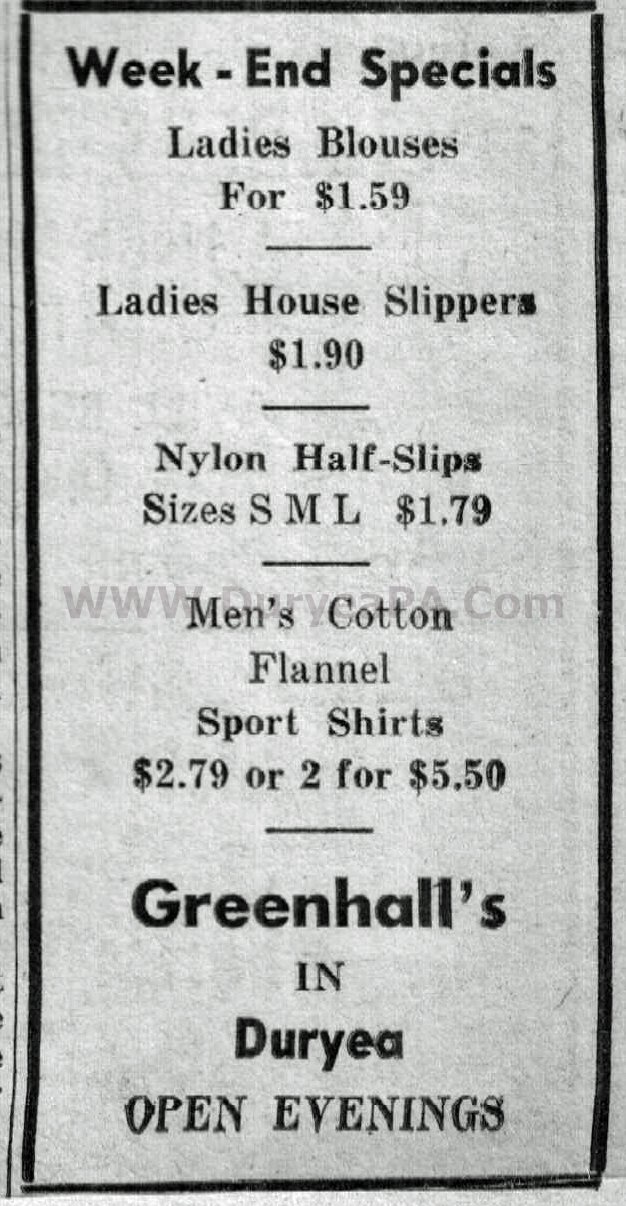 Week - End Specials
Ladies Blouses
For $1.59
Ladies House Slippers
$1.90
Nylon Half-Slips
Sizes S M L $1.79
WWW.DuryeaPA.Com
Men's Cotton
Flannel
Sport Shirts
$2.79 or 2 for $5.50
Greenhall's
IN
Duryea
OPEN EVENINGS